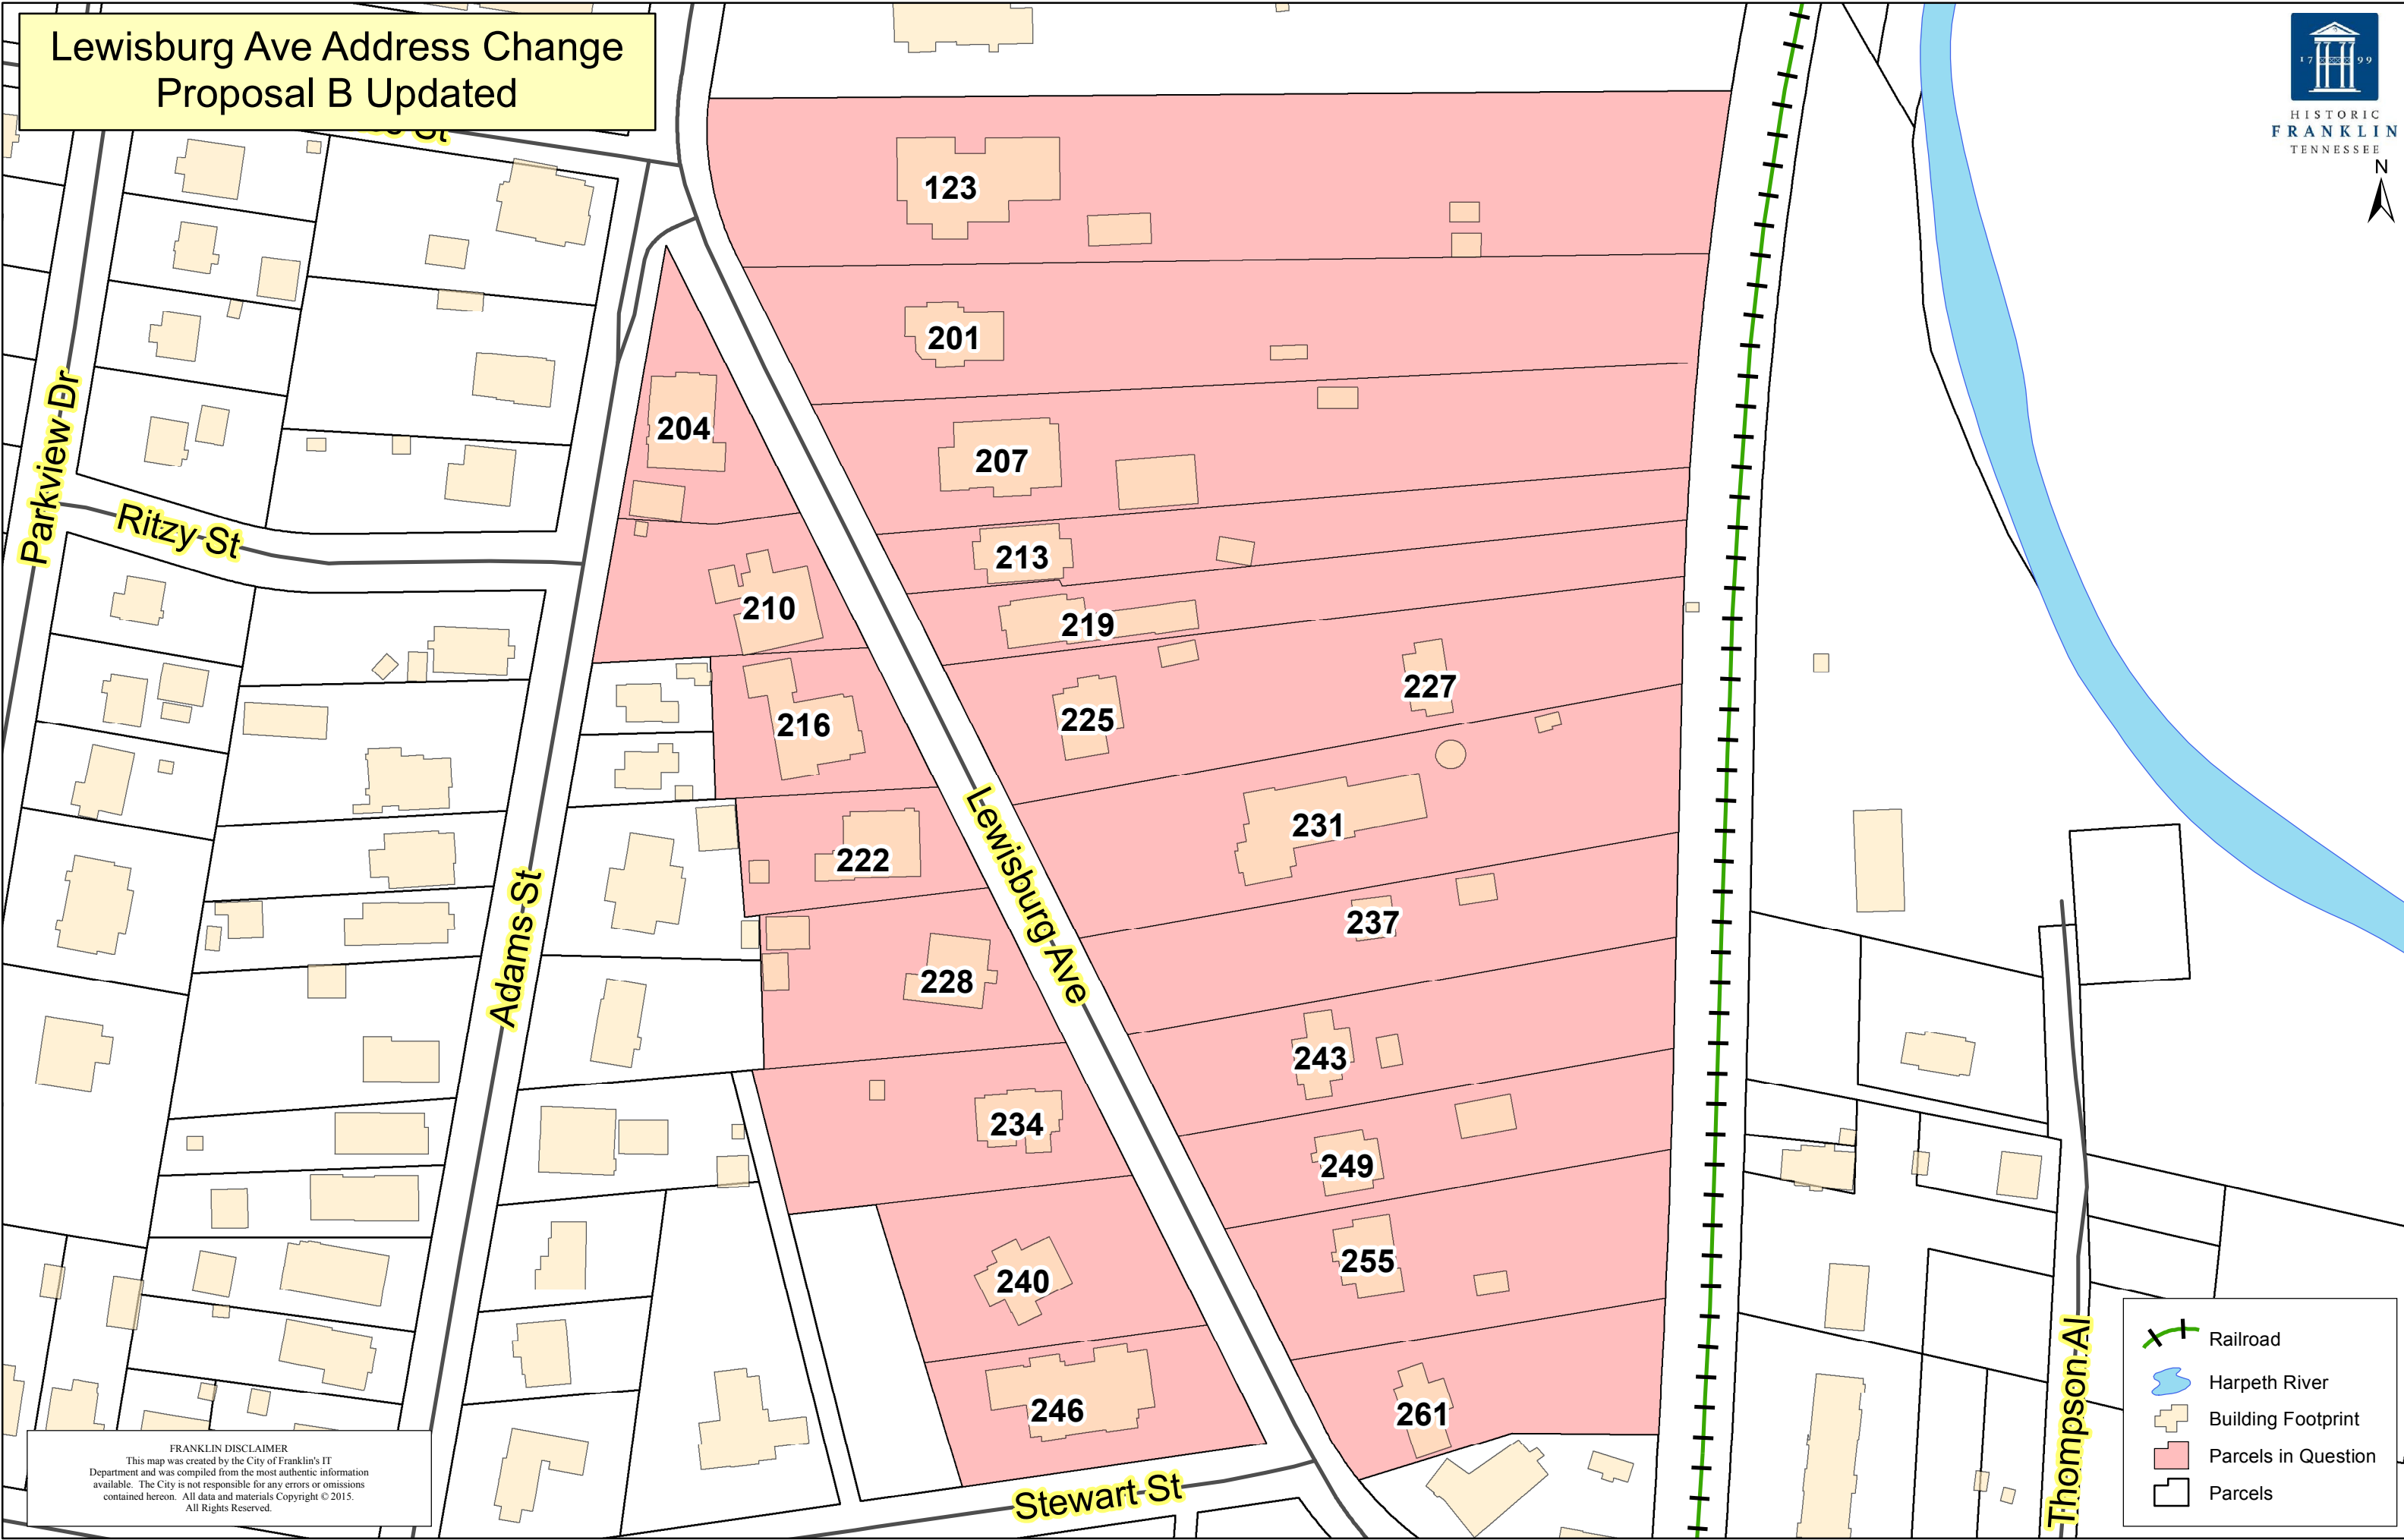 Lewisburg Ave Address Change
Proposal B Updated
17 99
HISTORIC
FRANKLIN
TENNESSEE
N
St
123
201
204
207
213
210
219
227
225
216
231
222
237
228
243
234
249
255
240
246
261
Parkview Dr
Ritzy St
Adams St
Lewisburg Ave
Stewart St
Thompson Al
Railroad
Harpeth River
Building Footprint
Parcels in Question
Parcels
FRANKLIN DISCLAIMER
This map was created by the City of Franklin's IT
Department and was compiled from the most authentic information
available. The City is not responsible for any errors or omissions
contained hereon. All data and materials Copyright © 2015.
All Rights Reserved.